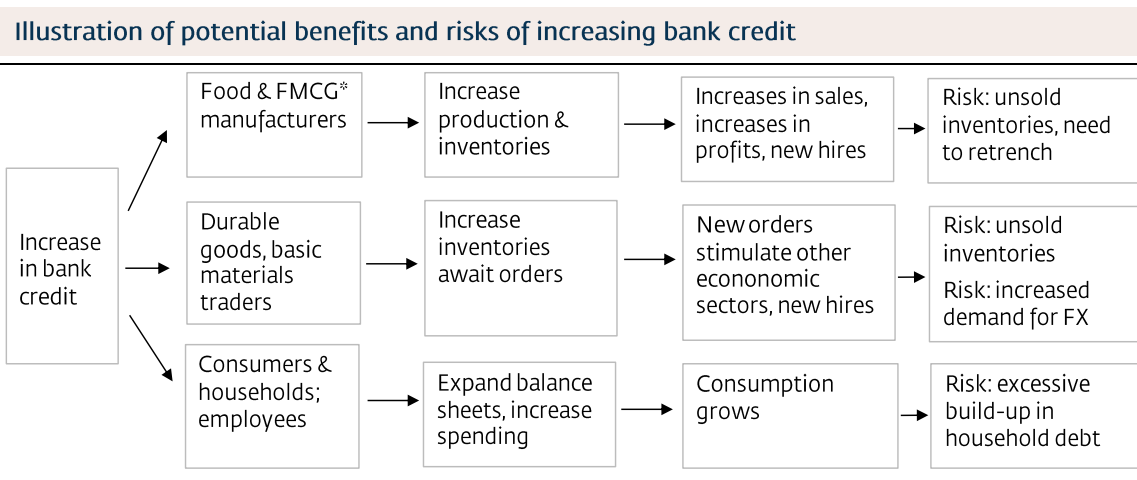 Illustration of potential benefits and risks of increasing bank credit
Increase
in bank
credit
Food & FMCG*
manufacturers
Increase
production &
inventories
Increases in sales,
increases in
profits, new hires
Risk: unsold
inventories, need
to retrench
Durable
goods, basic
materials
traders
Increase
inventories
await orders
New orders
stimulate other
econonomic
sectors, new hires
Risk: unsold
inventories
Risk: increased
demand for FX
Consumers &
households;
employees
Expand balance
sheets, increase
spending
Consumption
grows
Risk: excessive
build-up in
household debt